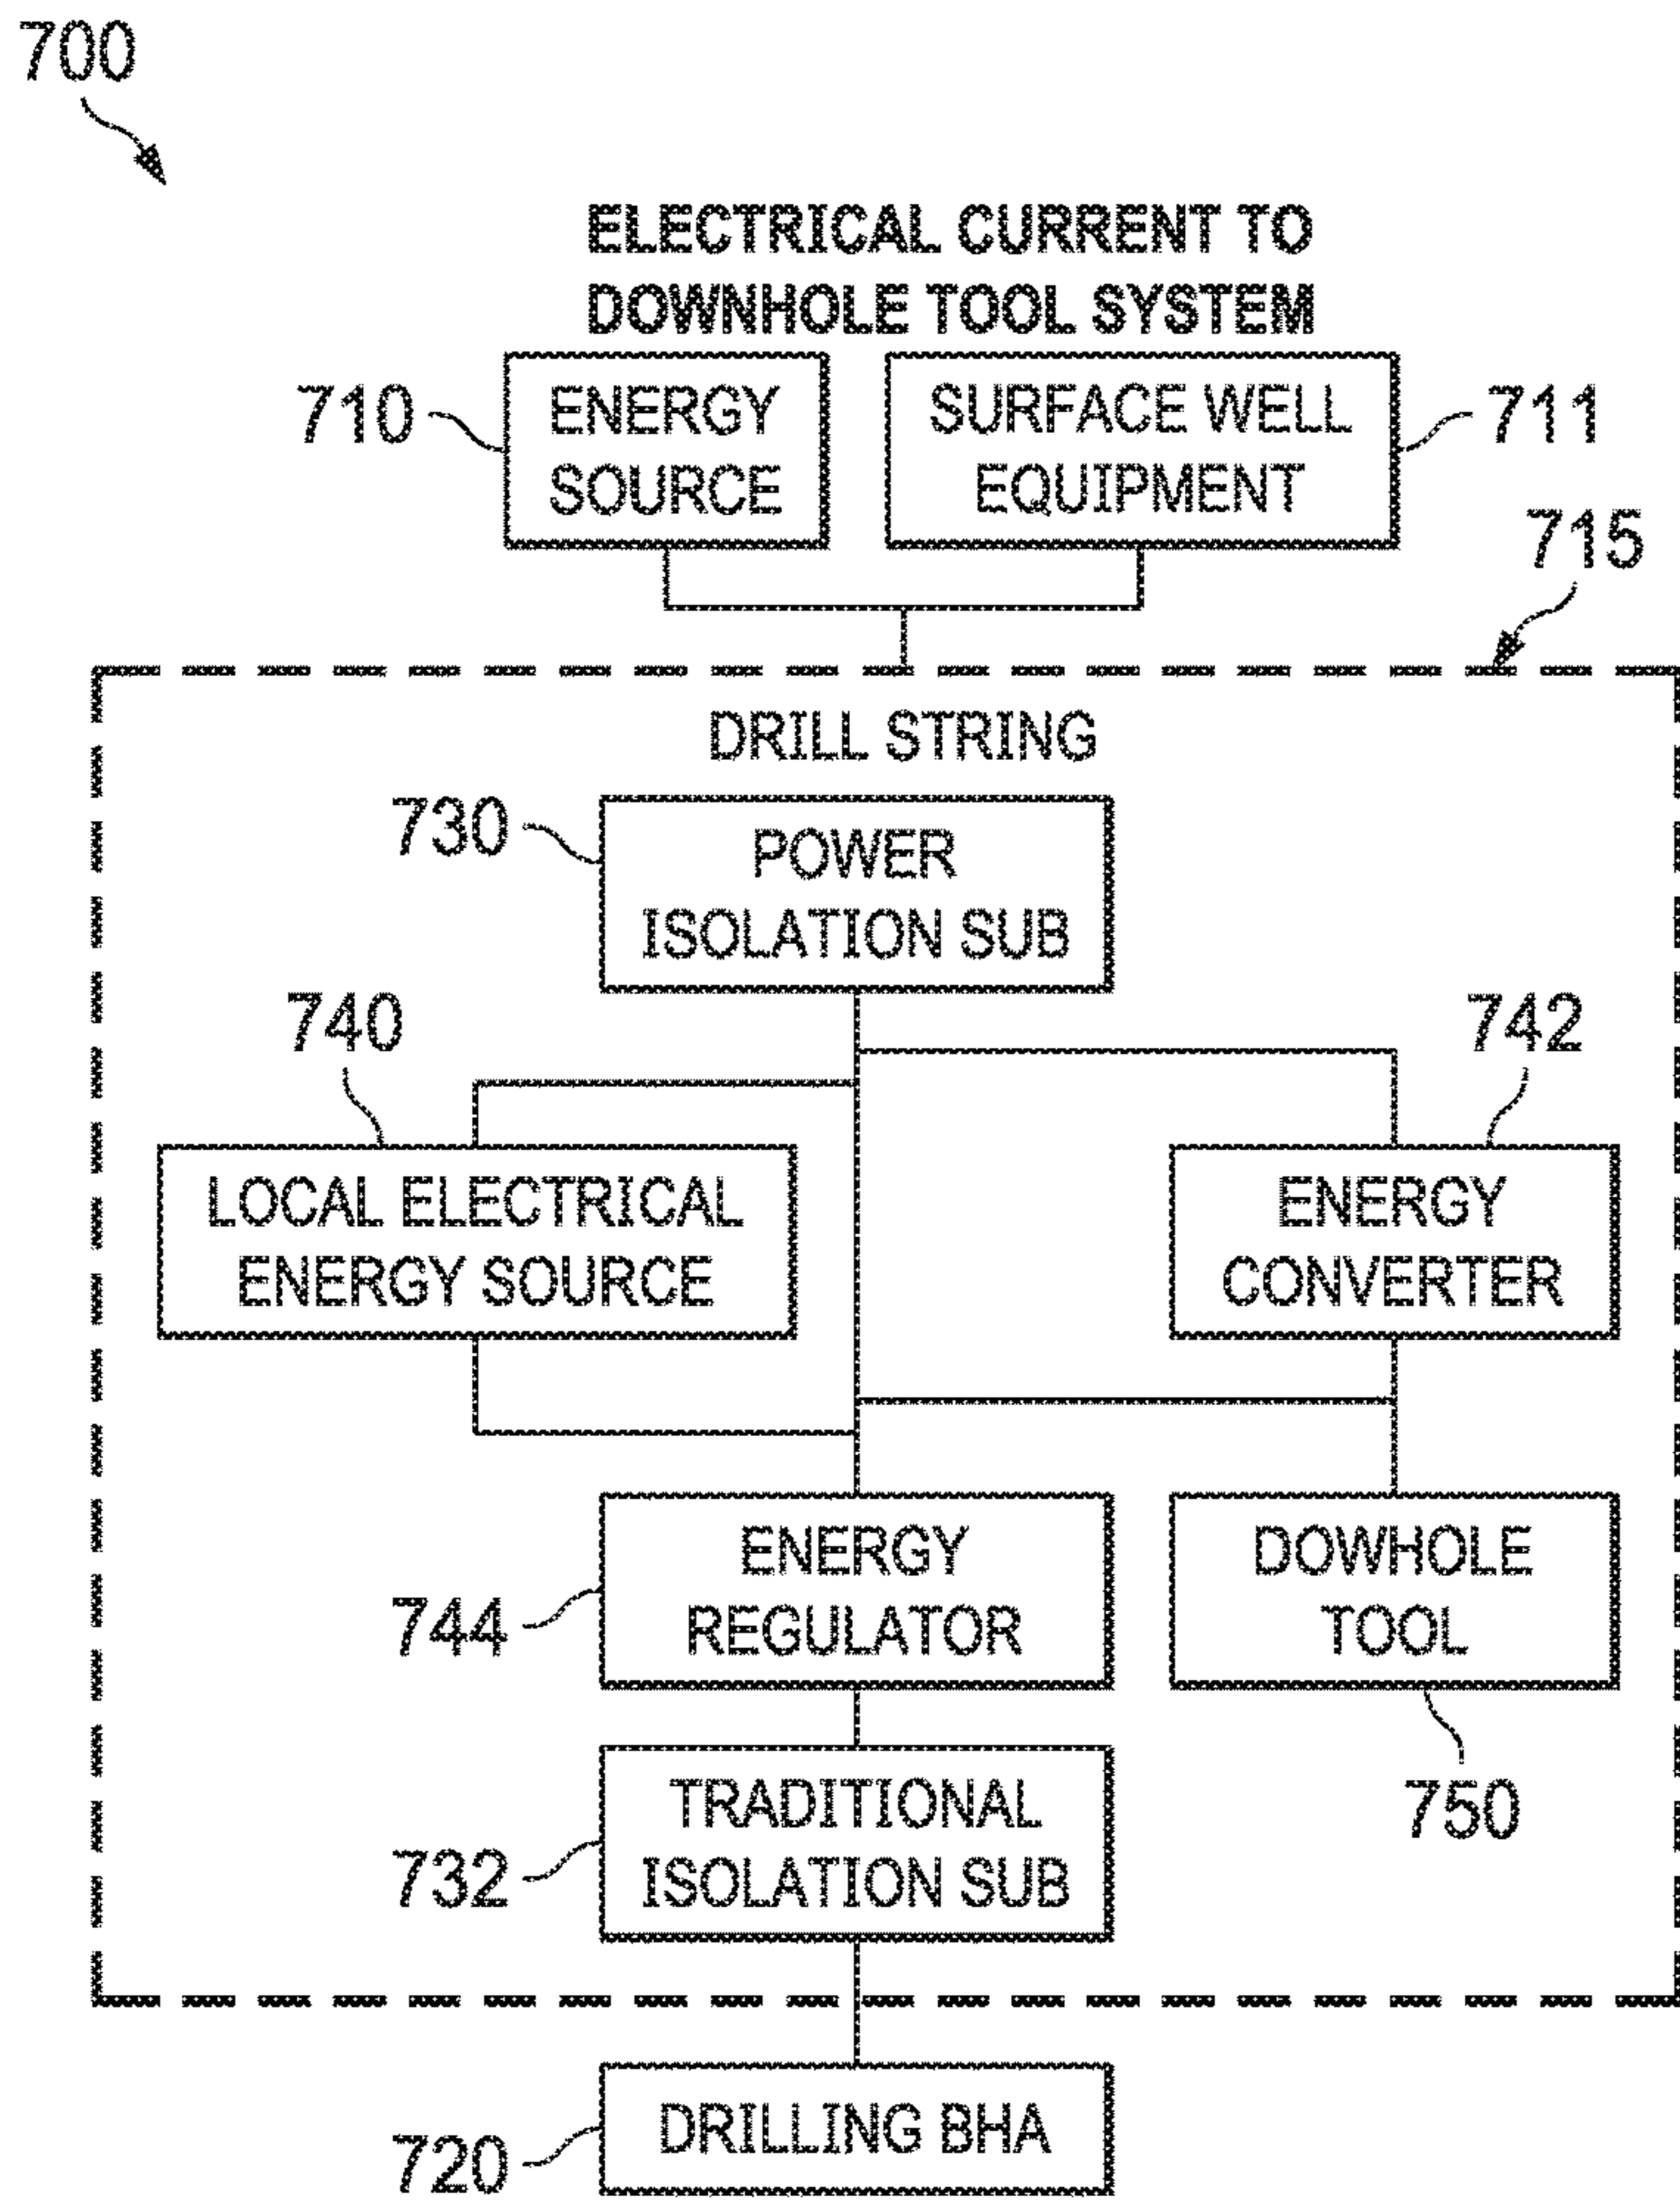 700
ELECTRICAL CURRENT TO
DOWNHOLE TOOL SYSTEM
710
ENERGY
SOURCE
SURFACE WELL
EQUIPMENT
711
715
DRILL STRING
730
POWER
ISOLATION SUB
740
742
LOCAL ELECTRICAL
ENERGY SOURCE
ENERGY
CONVERTER
744
ENERGY
REGULATOR
DOWHOLE
TOOL
750
732
TRADITIONAL
ISOLATION SUB
720
DRILLING BHA